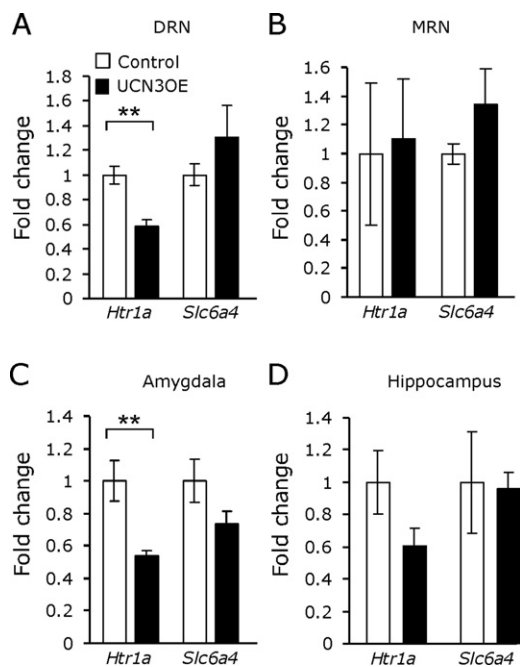 A
DRN
Control
UCN3OE
**
Fold change
1.8
1.6
1.4
1.2
1
0.8
0.6
0.4
0.2
0
Htr1a Slc6a4
B
MRN
Fold change
1.6
1.4
1.2
1
0.8
0.6
0.4
0.2
0
Htr1a Slc6a4
C
Amygdala
**
Fold change
1.4
1.2
1
0.8
0.6
0.4
0.2
0
Htr1a Slc6a4
D
Hippocampus
Fold change
1.4
1.2
1
0.8
0.6
0.4
0.2
0
Htr1a Slc6a4